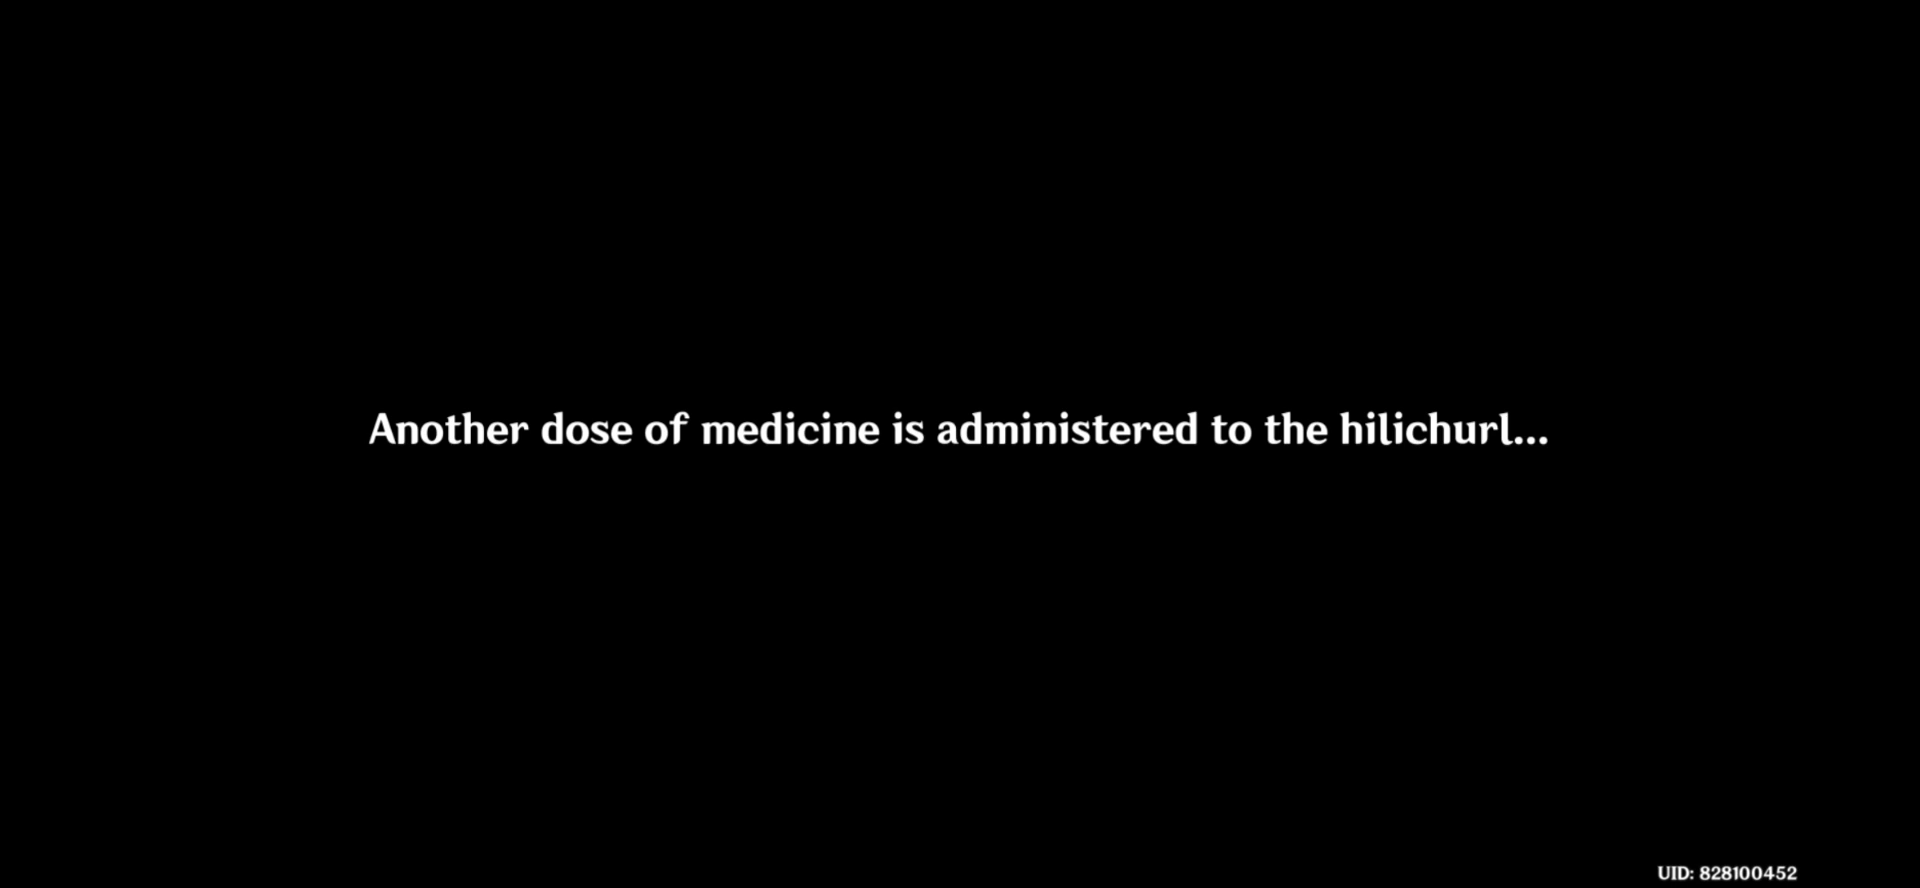 Another dose of medicine is administered to the hilichurl...
UID: 828100452